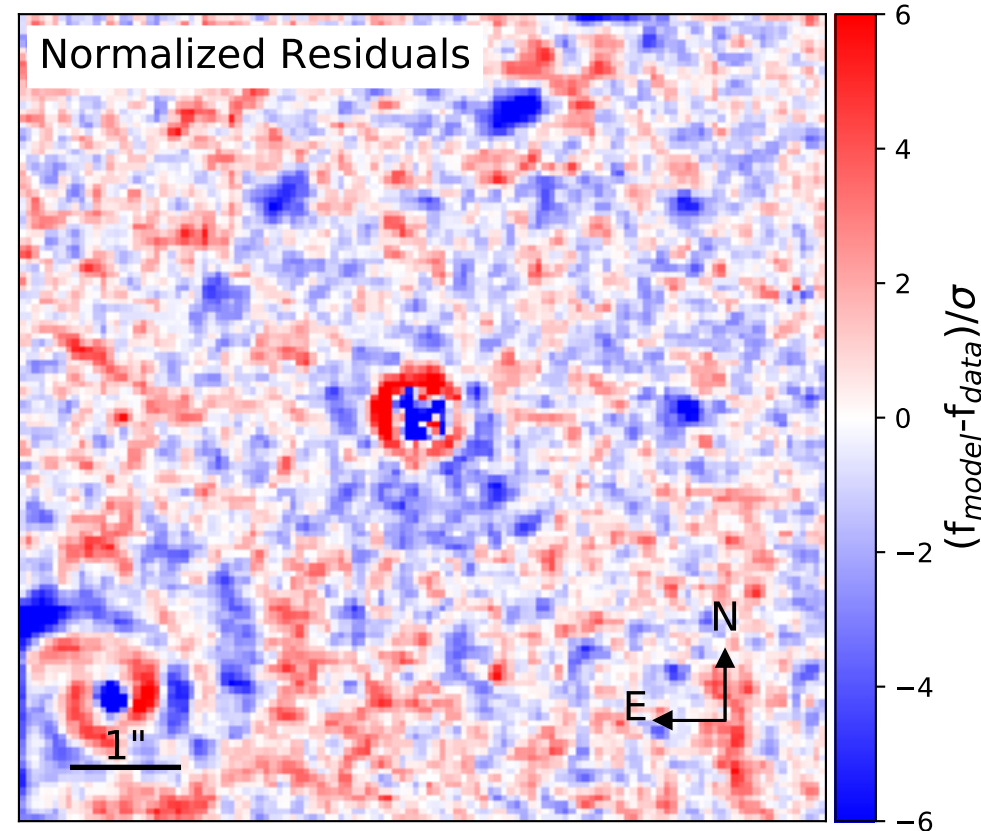 Normalized Residuals
6
4
2
0
−2
−4
−6
(f_model-f_data)/σ
N
E
1"